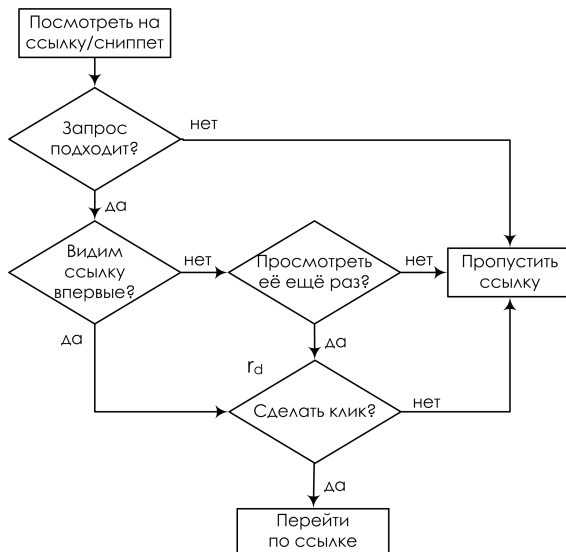 Посмотреть на
ссылку/сниппет
Запрос
подходит?
нет
да
Видим
ссылку
впервые?
нет
Просмотреть
её ещё раз?
нет
Пропустить
ссылку
да
да
r_d
Сделать клик?
нет
да
Перейти
по ссылке